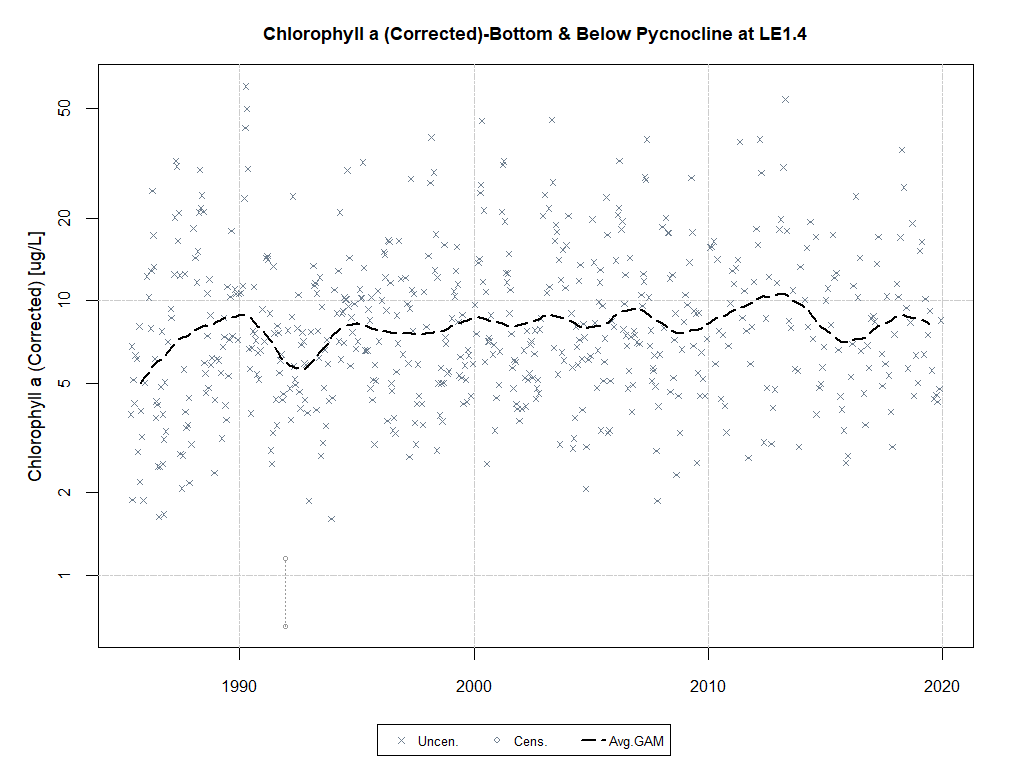 Chlorophyll a (Corrected)-Bottom & Below Pycnocline at LE1.4
Chlorophyll a (Corrected) [ug/L]
50
20
10
5
2
1
1990 2000 2010 2020
Uncen. Cens. Avg.GAM